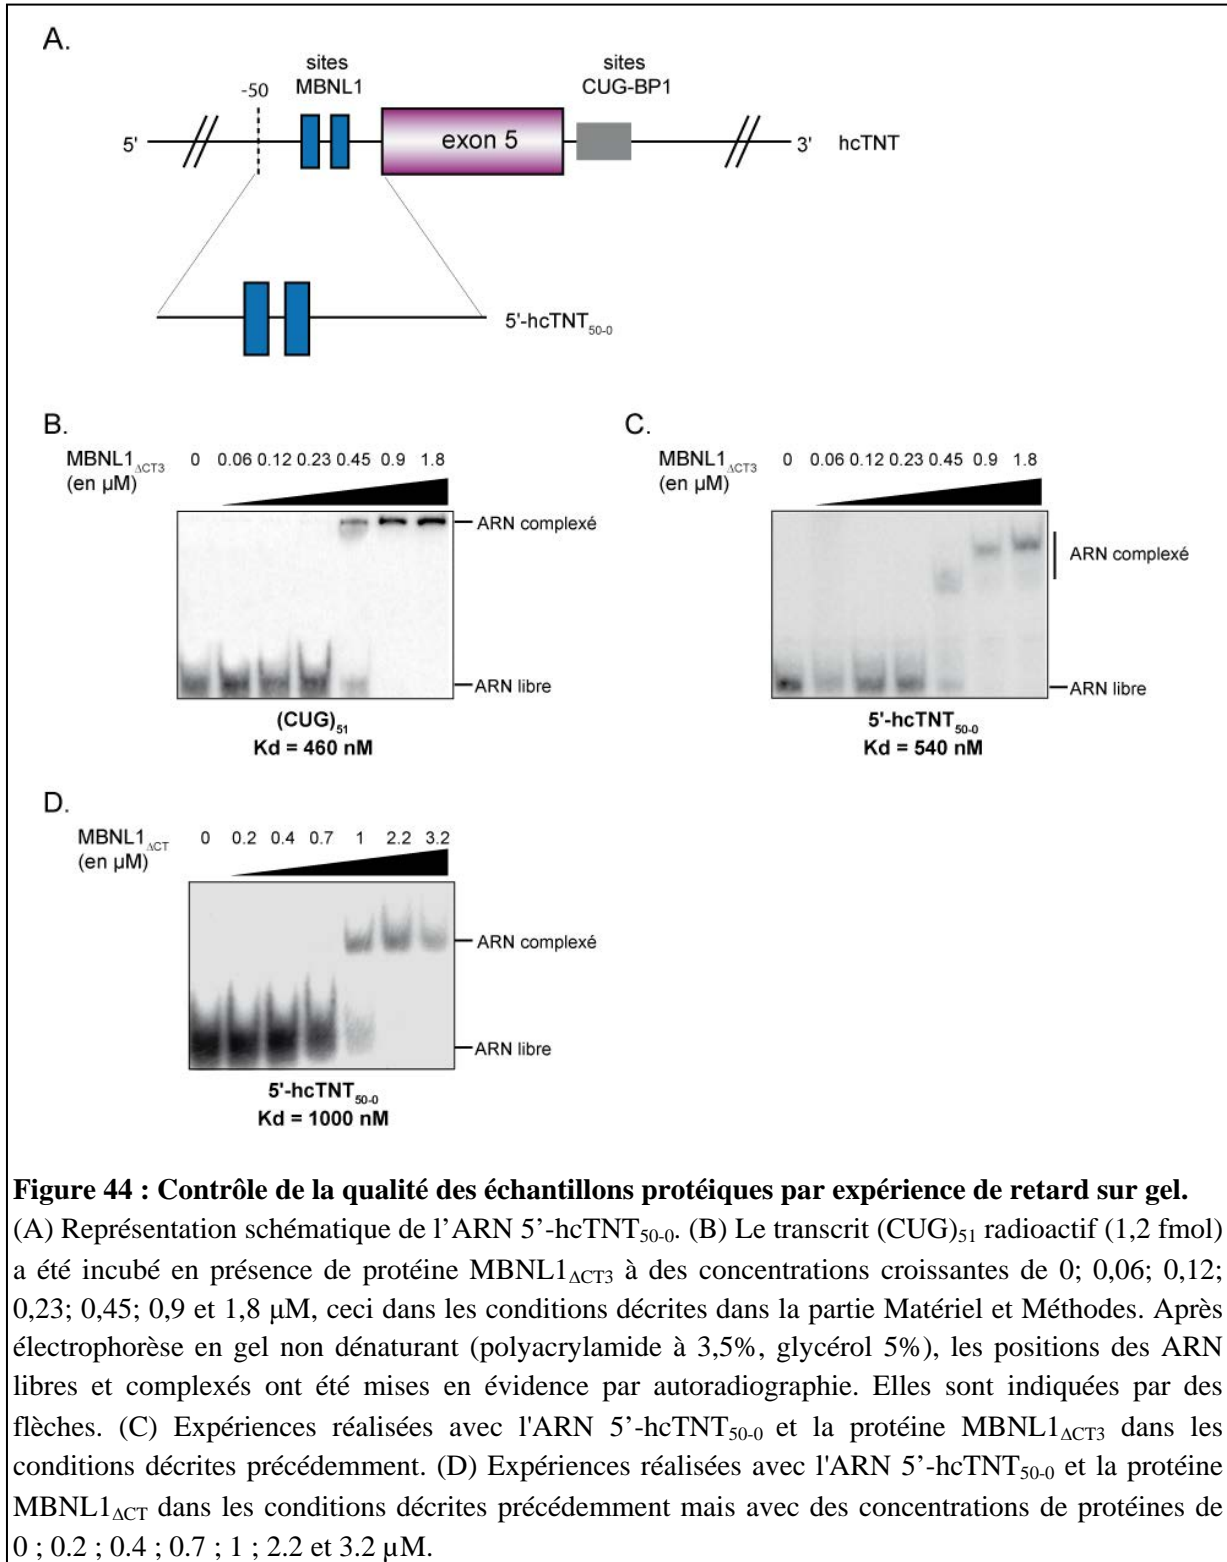 A.
sites
MBNL1
sites
CUG-BP1
-50
5'
exon 5
3'
hcTNT
5'-hcTNT50-0
B.
MBNL1ΔCT3
(en µM)
0 0.06 0.12 0.23 0.45 0.9 1.8
ARN complexé
ARN libre
(CUG)51
Kd = 460 nM
C.
MBNL1ΔCT3
(en µM)
0 0.06 0.12 0.23 0.45 0.9 1.8
ARN complexé
ARN libre
5'-hcTNT50-0
Kd = 540 nM
D.
MBNL1ΔCT
(en µM)
0 0.2 0.4 0.7 1 2.2 3.2
ARN complexé
ARN libre
5'-hcTNT50-0
Kd = 1000 nM
Figure 44 : Contrôle de la qualité des échantillons protéiques par expérience de retard sur gel.
(A) Représentation schématique de l'ARN 5'-hcTNT50-0. (B) Le transcrit (CUG)51 radioactif (1,2 fmol)
a été incubé en présence de protéine MBNL1ΔCT3 à des concentrations croissantes de 0; 0,06; 0,12;
0,23; 0,45; 0,9 et 1,8 µM, ceci dans les conditions décrites dans la partie Matériel et Méthodes. Après
électrophorèse en gel non dénaturant (polyacrylamide à 3,5%, glycérol 5%), les positions des ARN
libres et complexés ont été mises en évidence par autoradiographie. Elles sont indiquées par des
flèches. (C) Expériences réalisées avec l'ARN 5'-hcTNT50-0 et la protéine MBNL1ΔCT3 dans les
conditions décrites précédemment. (D) Expériences réalisées avec l'ARN 5'-hcTNT50-0 et la protéine
MBNL1ΔCT dans les conditions décrites précédemment mais avec des concentrations de protéines de
0 ; 0.2 ; 0.4 ; 0.7 ; 1 ; 2.2 et 3.2 µM.